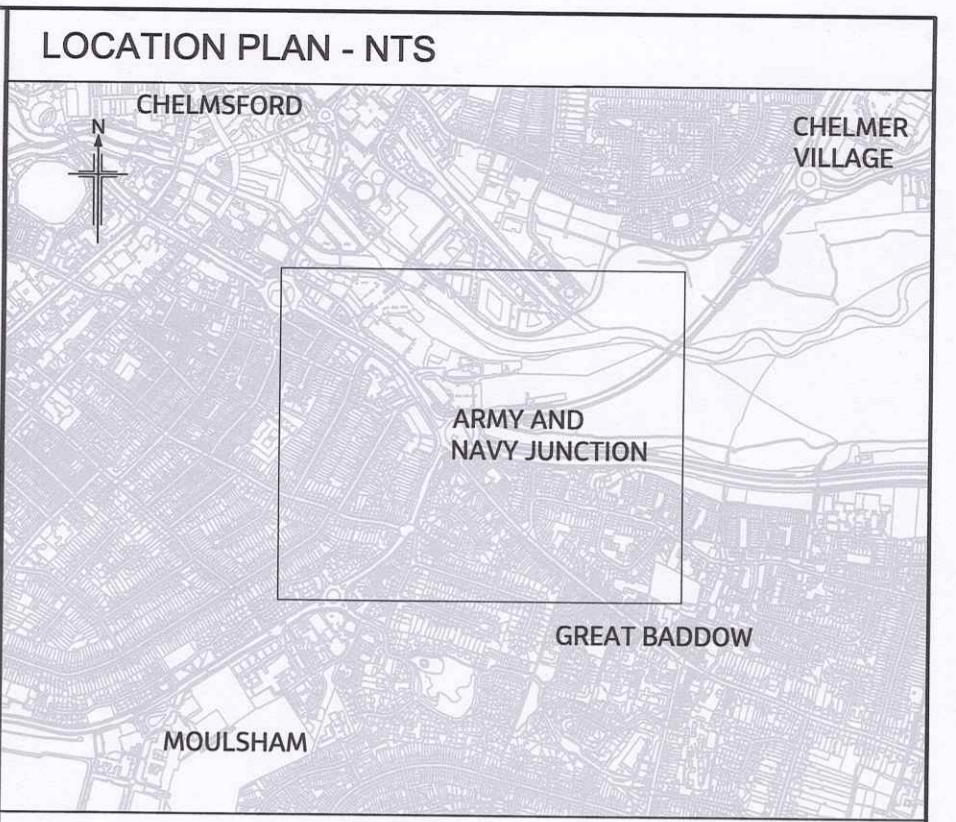 LOCATION PLAN - NTS
CHELMSFORD
N
CHELMER
VILLAGE
ARMY AND
NAVY JUNCTION
GREAT BADDOW
MOULSHAM